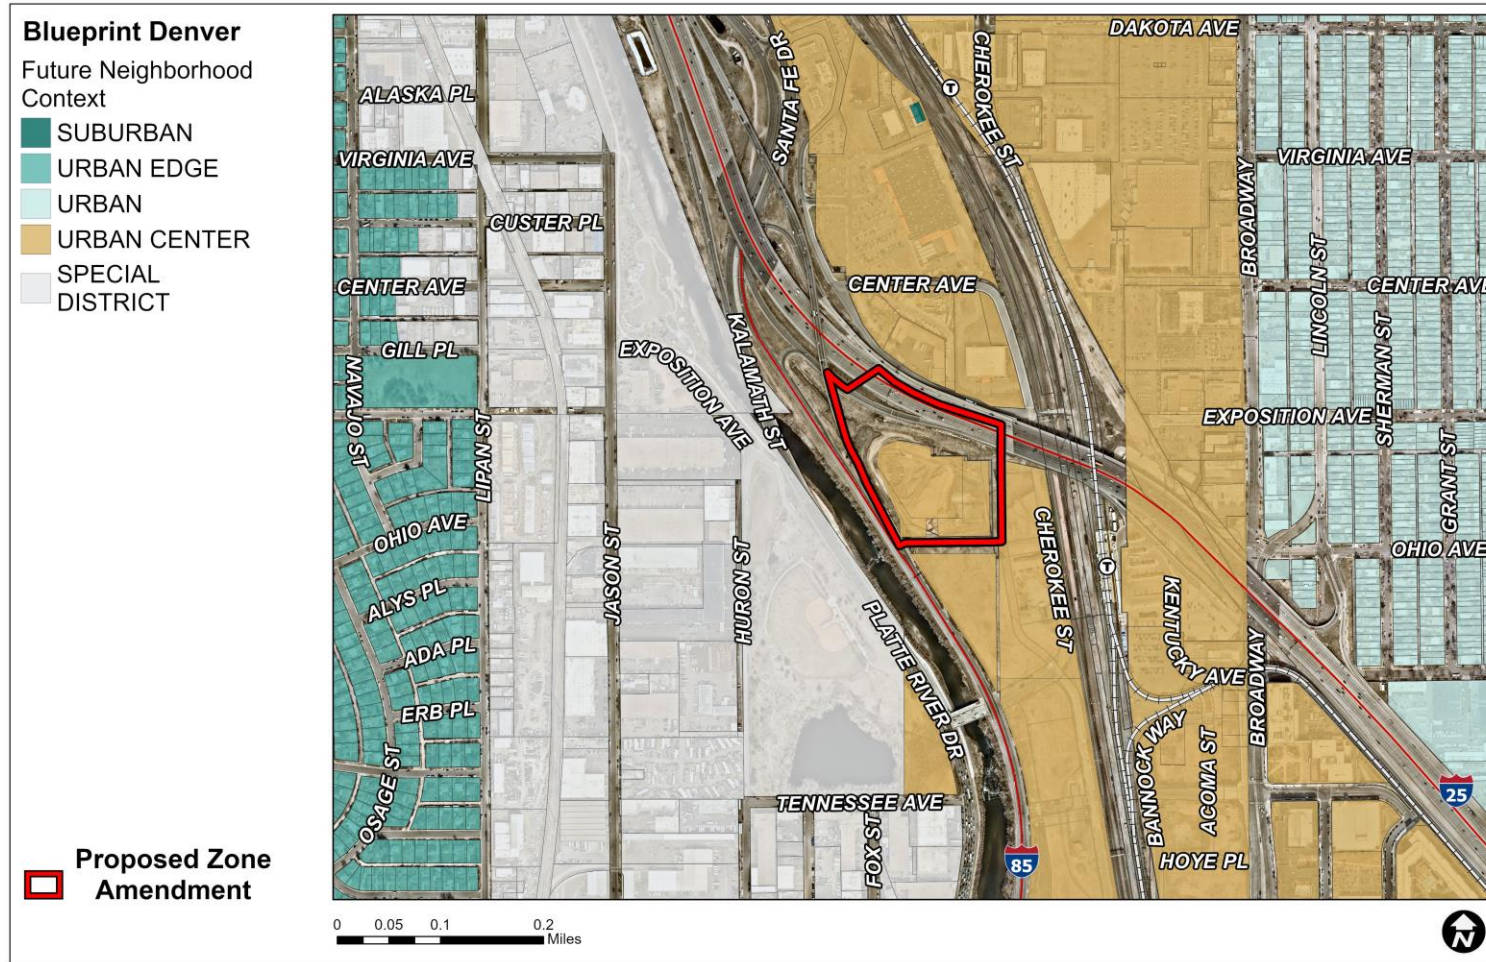 Blueprint Denver
Future Neighborhood
Context
SUBURBAN
URBAN EDGE
URBAN
URBAN CENTER
SPECIAL
DISTRICT
Proposed Zone
Amendment
DAKOTA AVE
SANTA FE DR
CHEROKEE ST
T
ALASKA PL
VIRGINIA AVE
VIRGINIA AVE
BROADWAY
CUSTER PL
LINCOLN ST
CENTER AVE
CENTER AVE
CENTER AVE
SHERMAN ST
GILL PL
EXPOSITION AVE
KALAMATH ST
NAVAJO ST
LIPAN ST
EXPOSITION AVE
GRANT ST
OHIO AVE
JASON ST
HURON ST
CHEROKEE ST
OHIO AVE
T
ALYS PL
ADA PL
PLATTE RIVER DR
KENTUCKY AVE
BROADWAY
ERB PL
OSAGE ST
BANNOCK WAY
ACOMA ST
25
TENNESSEE AVE
FOX ST
85
HOYE PL
0 0.05 0.1 0.2
Miles
N